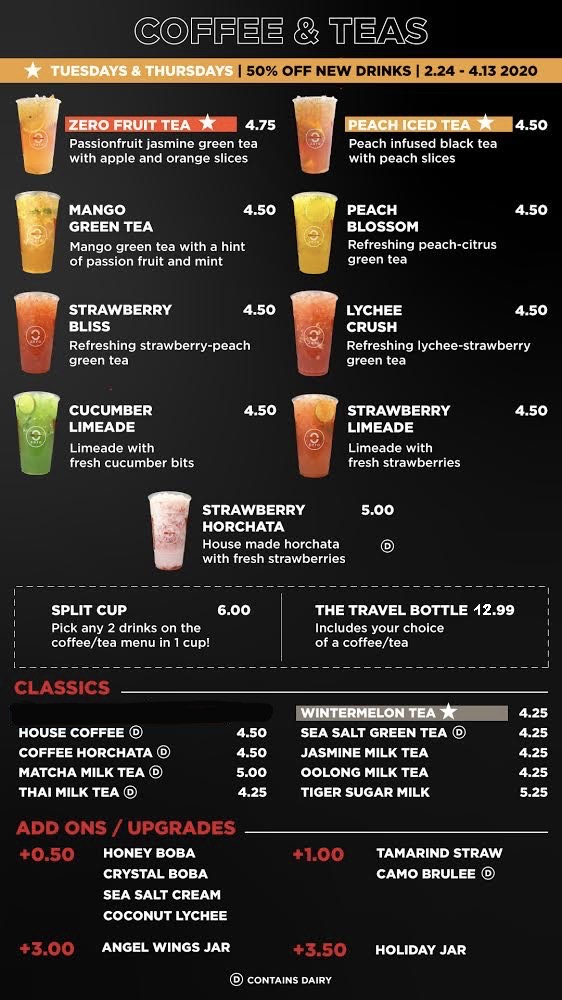 COFFEE & TEAS
★ TUESDAYS & THURSDAYS | 50% OFF NEW DRINKS | 2.24 - 4.13 2020
ZERO FRUIT TEA ★ 4.75
Passionfruit jasmine green tea
with apple and orange slices
PEACH ICED TEA ★ 4.50
Peach infused black tea
with peach slices
MANGO 4.50
GREEN TEA
Mango green tea with a hint
of passion fruit and mint
PEACH 4.50
BLOSSOM
Refreshing peach-citrus
green tea
STRAWBERRY 4.50
BLISS
Refreshing strawberry-peach
green tea
LYCHEE 4.50
CRUSH
Refreshing lychee-strawberry
green tea
CUCUMBER 4.50
LIMEADE
Limeade with
fresh cucumber bits
STRAWBERRY 4.50
LIMEADE
Limeade with
fresh strawberries
STRAWBERRY 5.00
HORCHATA
House made horchata Ⓓ
with fresh strawberries
SPLIT CUP 6.00
Pick any 2 drinks on the
coffee/tea menu in 1 cup!
THE TRAVEL BOTTLE 12.99
Includes your choice
of a coffee/tea
CLASSICS
HOUSE COFFEE Ⓓ 4.50
COFFEE HORCHATA Ⓓ 4.50
MATCHA MILK TEA Ⓓ 5.00
THAI MILK TEA Ⓓ 4.25
WINTERMELON TEA ★ 4.25
SEA SALT GREEN TEA Ⓓ 4.25
JASMINE MILK TEA 4.25
OOLONG MILK TEA 4.25
TIGER SUGAR MILK 5.25
ADD ONS / UPGRADES
+0.50 HONEY BOBA
CRYSTAL BOBA
SEA SALT CREAM
COCONUT LYCHEE
+1.00 TAMARIND STRAW
CAMO BRULEE Ⓓ
+3.00 ANGEL WINGS JAR
+3.50 HOLIDAY JAR
Ⓓ CONTAINS DAIRY